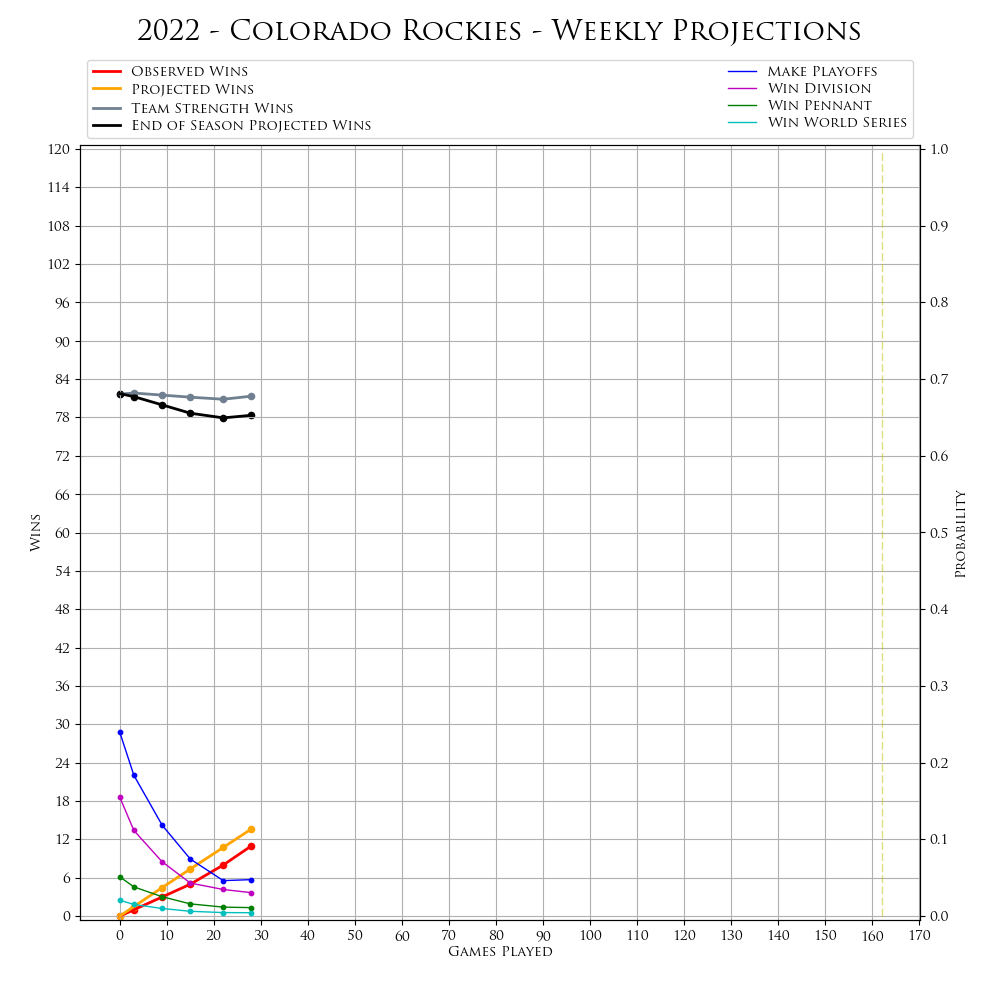 2022 - Colorado Rockies - Weekly Projections
Observed Wins
Projected Wins
Team Strength Wins
End of Season Projected Wins
Make Playoffs
Win Division
Win Pennant
Win World Series
120
114
108
102
96
90
84
78
72
66
60
54
48
42
36
30
24
18
12
6
0
Wins
1.0
0.9
0.8
0.7
0.6
0.5
0.4
0.3
0.2
0.1
0.0
Probability
0 10 20 30 40 50 60 70 80 90 100 110 120 130 140 150 160 170
Games Played